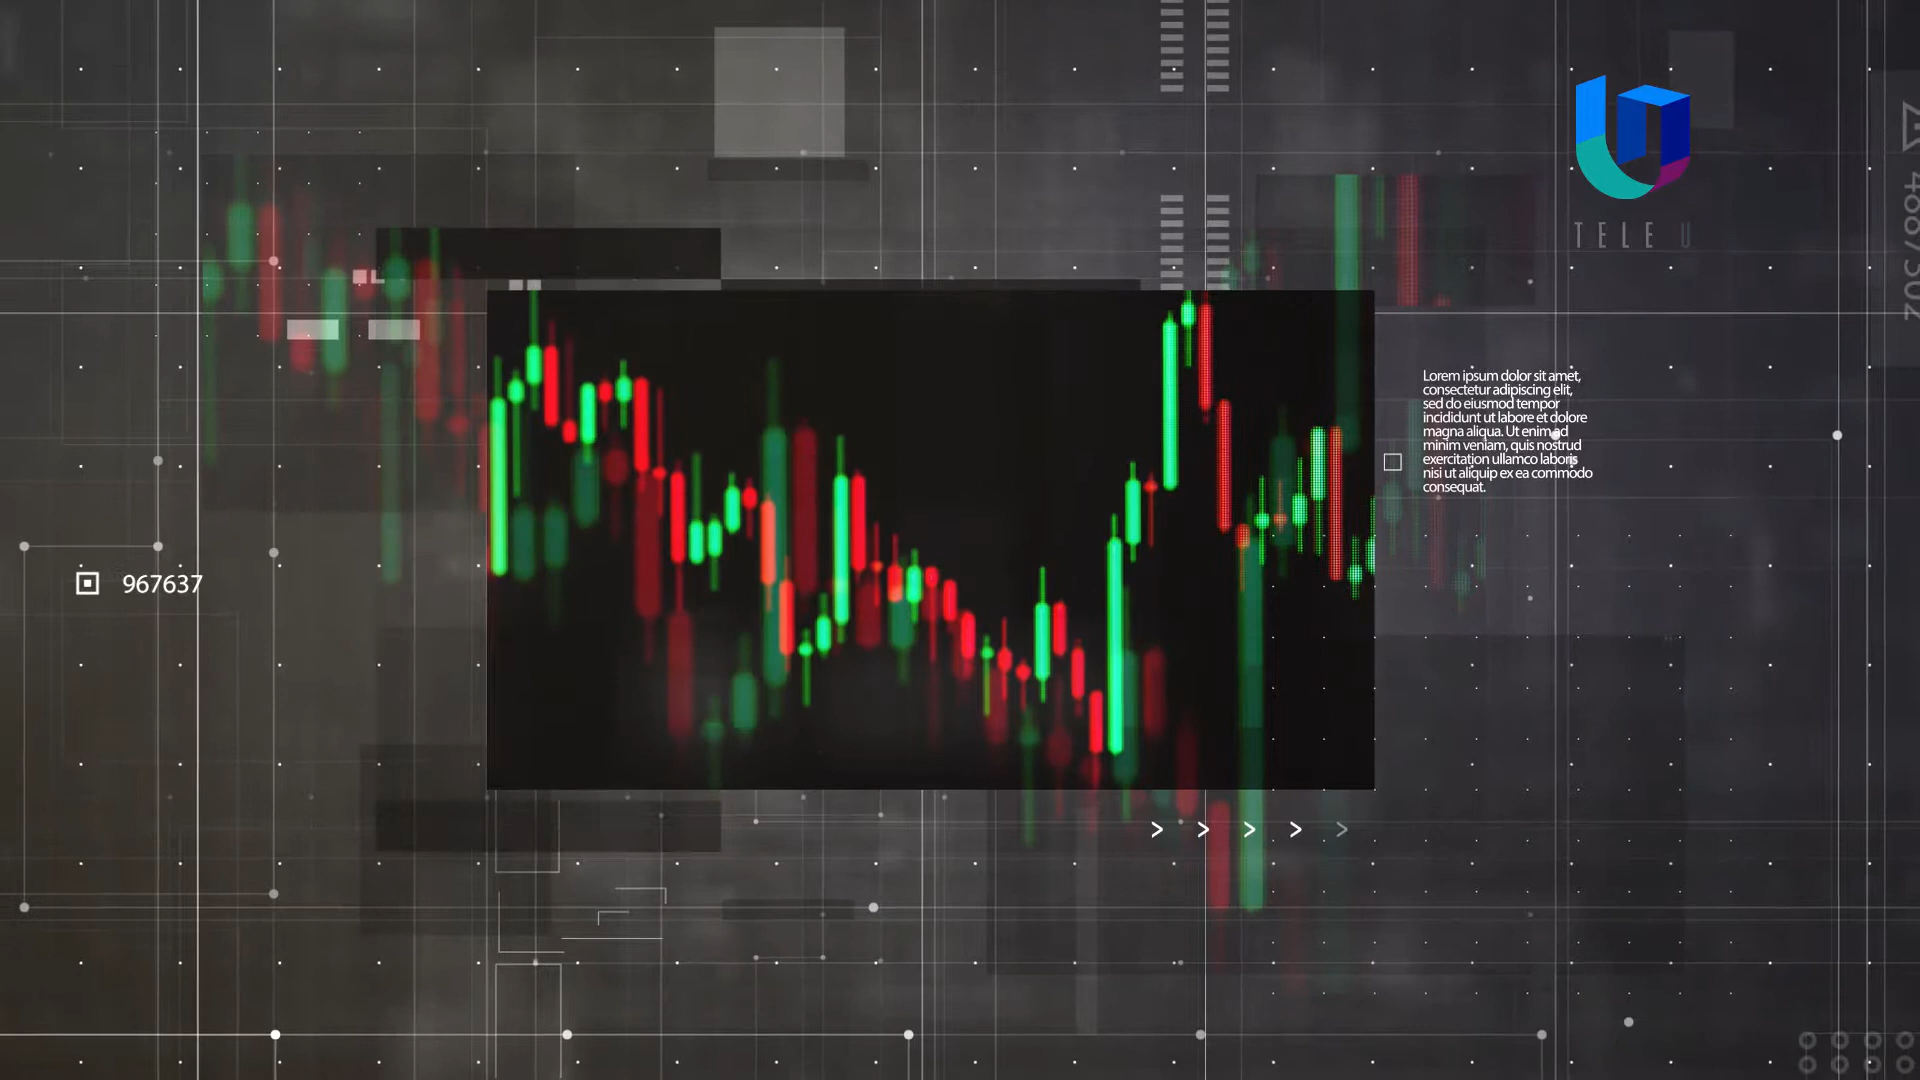 TELE U
4687502
Lorem ipsum dolor sit amet,
consectetur adipiscing elit,
sed do eiusmod tempor
incididunt ut labore et dolore
magna aliqua. Ut enim ad
minim veniam, quis nostrud
exercitation ullamco laboris
nisi ut aliquip ex ea commodo
consequat.
967637
> > > > >